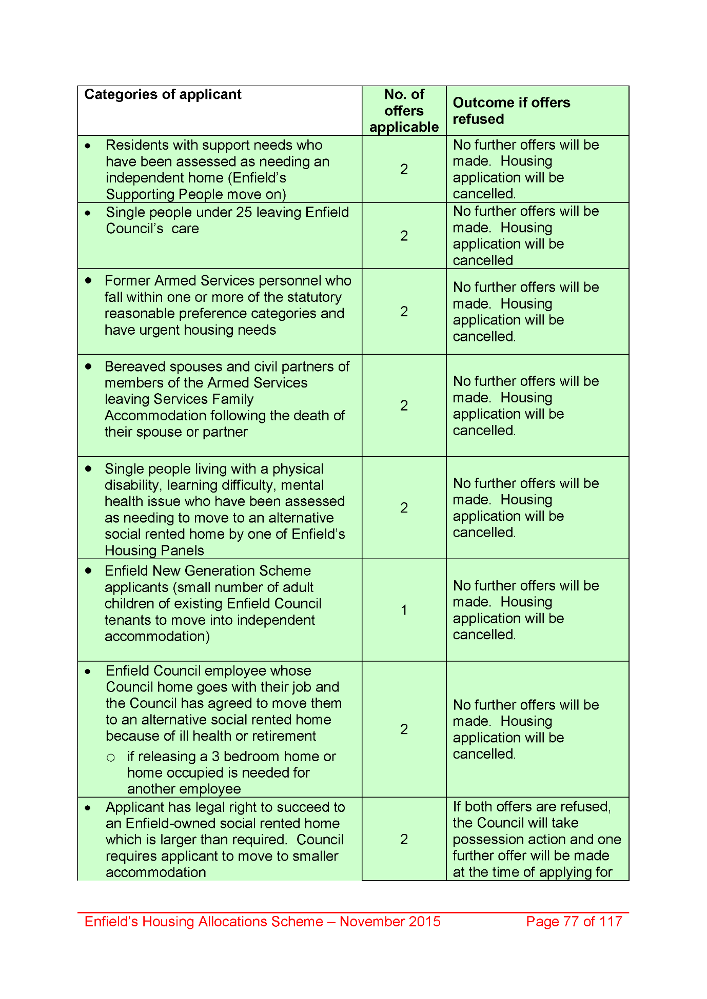 Categories of applicant
No. of
offers
applicable
Outcome if offers
refused
• Residents with support needs who
have been assessed as needing an
independent home (Enfield’s
Supporting People move on)
2
No further offers will be
made.  Housing
application will be
cancelled.
• Single people under 25 leaving Enfield
Council’s  care
2
No further offers will be
made.  Housing
application will be
cancelled
• Former Armed Services personnel who
fall within one or more of the statutory
reasonable preference categories and
have urgent housing needs
2
No further offers will be
made.  Housing
application will be
cancelled.
• Bereaved spouses and civil partners of
members of the Armed Services
leaving Services Family
Accommodation following the death of
their spouse or partner
2
No further offers will be
made.  Housing
application will be
cancelled.
• Single people living with a physical
disability, learning difficulty, mental
health issue who have been assessed
as needing to move to an alternative
social rented home by one of Enfield’s
Housing Panels
2
No further offers will be
made.  Housing
application will be
cancelled.
• Enfield New Generation Scheme
applicants (small number of adult
children of existing Enfield Council
tenants to move into independent
accommodation)
1
No further offers will be
made.  Housing
application will be
cancelled.
• Enfield Council employee whose
Council home goes with their job and
the Council has agreed to move them
to an alternative social rented home
because of ill health or retirement
o if releasing a 3 bedroom home or
home occupied is needed for
another employee
2
No further offers will be
made.  Housing
application will be
cancelled.
• Applicant has legal right to succeed to
an Enfield-owned social rented home
which is larger than required.  Council
requires applicant to move to smaller
accommodation
2
If both offers are refused,
the Council will take
possession action and one
further offer will be made
at the time of applying for
Enfield’s Housing Allocations Scheme – November 2015 Page 77 of 117